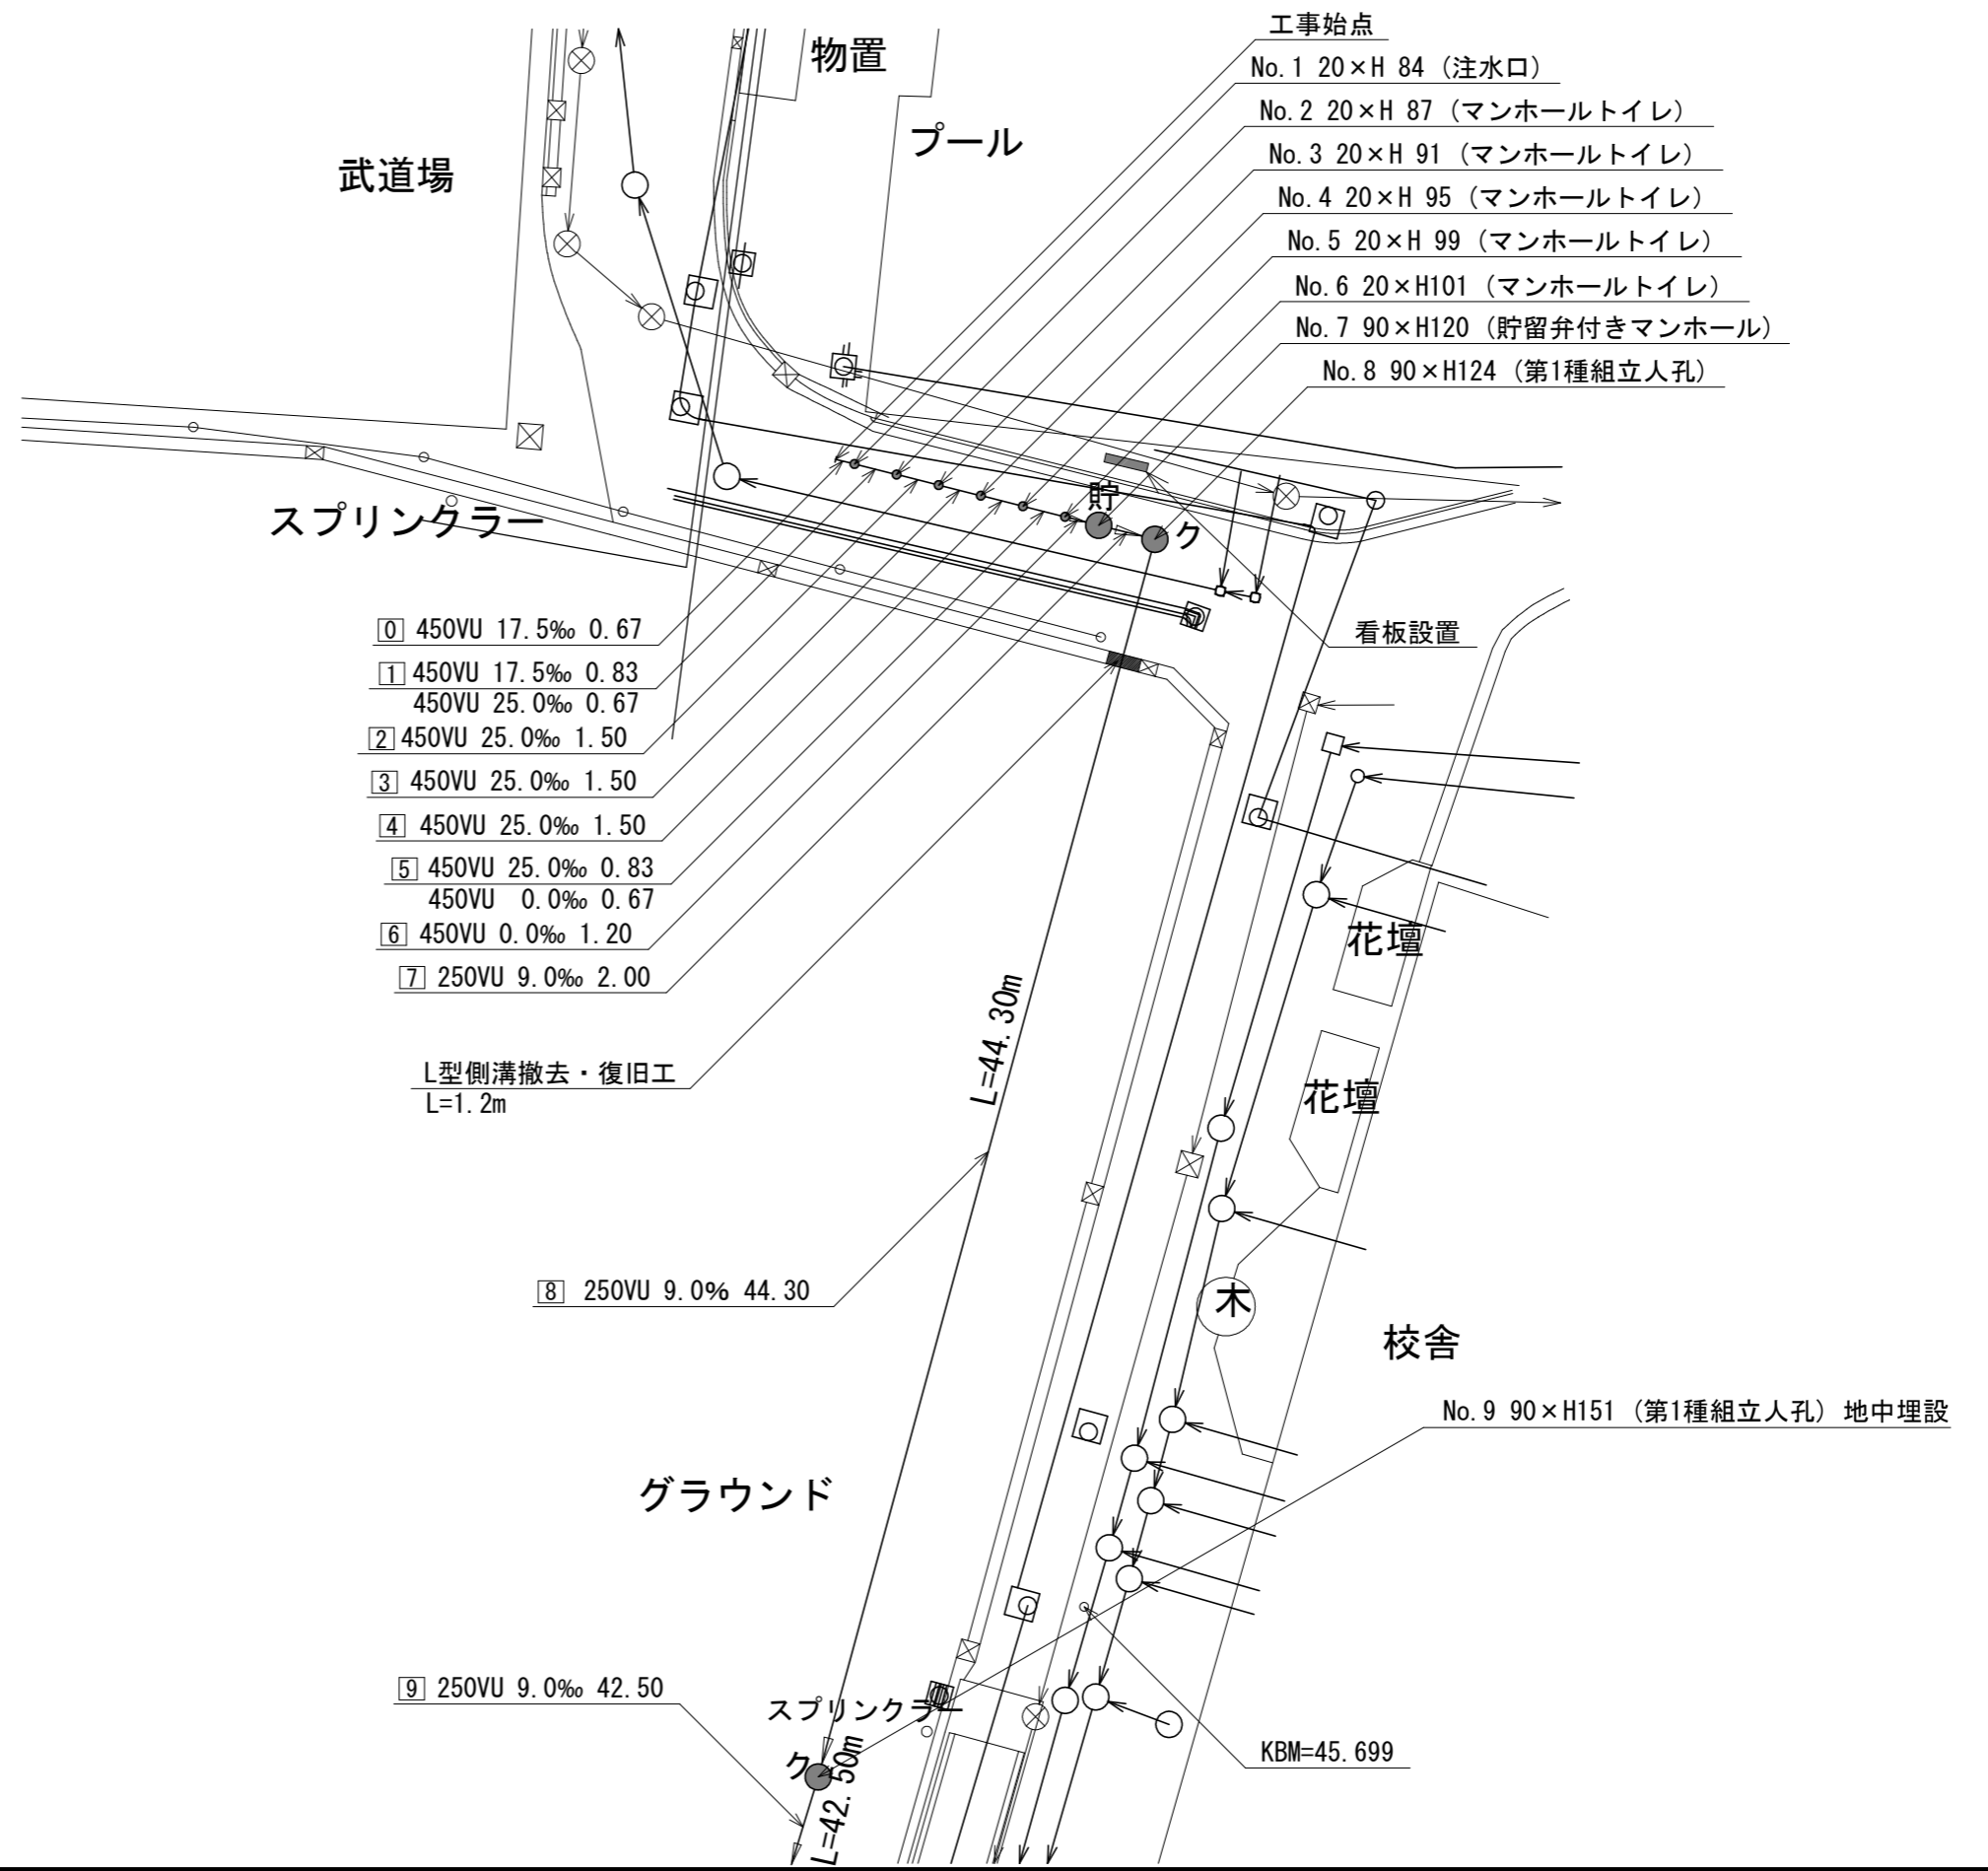 工事始点
物置
No.1 20×H 84（注水口）
No.2 20×H 87（マンホールトイレ）
プール
No.3 20×H 91（マンホールトイレ）
武道場
No.4 20×H 95（マンホールトイレ）
No.5 20×H 99（マンホールトイレ）
No.6 20×H101（マンホールトイレ）
No.7 90×H120（貯留弁付きマンホール）
No.8 90×H124（第1種組立人孔）
貯
スプリンクラー
ク
0 450VU 17.5‰ 0.67
看板設置
1 450VU 17.5‰ 0.83
450VU 25.0‰ 0.67
2 450VU 25.0‰ 1.50
3 450VU 25.0‰ 1.50
4 450VU 25.0‰ 1.50
5 450VU 25.0‰ 0.83
450VU 0.0‰ 0.67
6 450VU 0.0‰ 1.20
花壇
7 250VU 9.0‰ 2.00
L=44.30m
L型側溝撤去・復旧工
L=1.2m
花壇
8 250VU 9.0% 44.30
木
校舎
No.9 90×H151（第1種組立人孔）地中埋設
グラウンド
9 250VU 9.0‰ 42.50
スプリンクラー
KBM=45.699
ク
L=42.50m